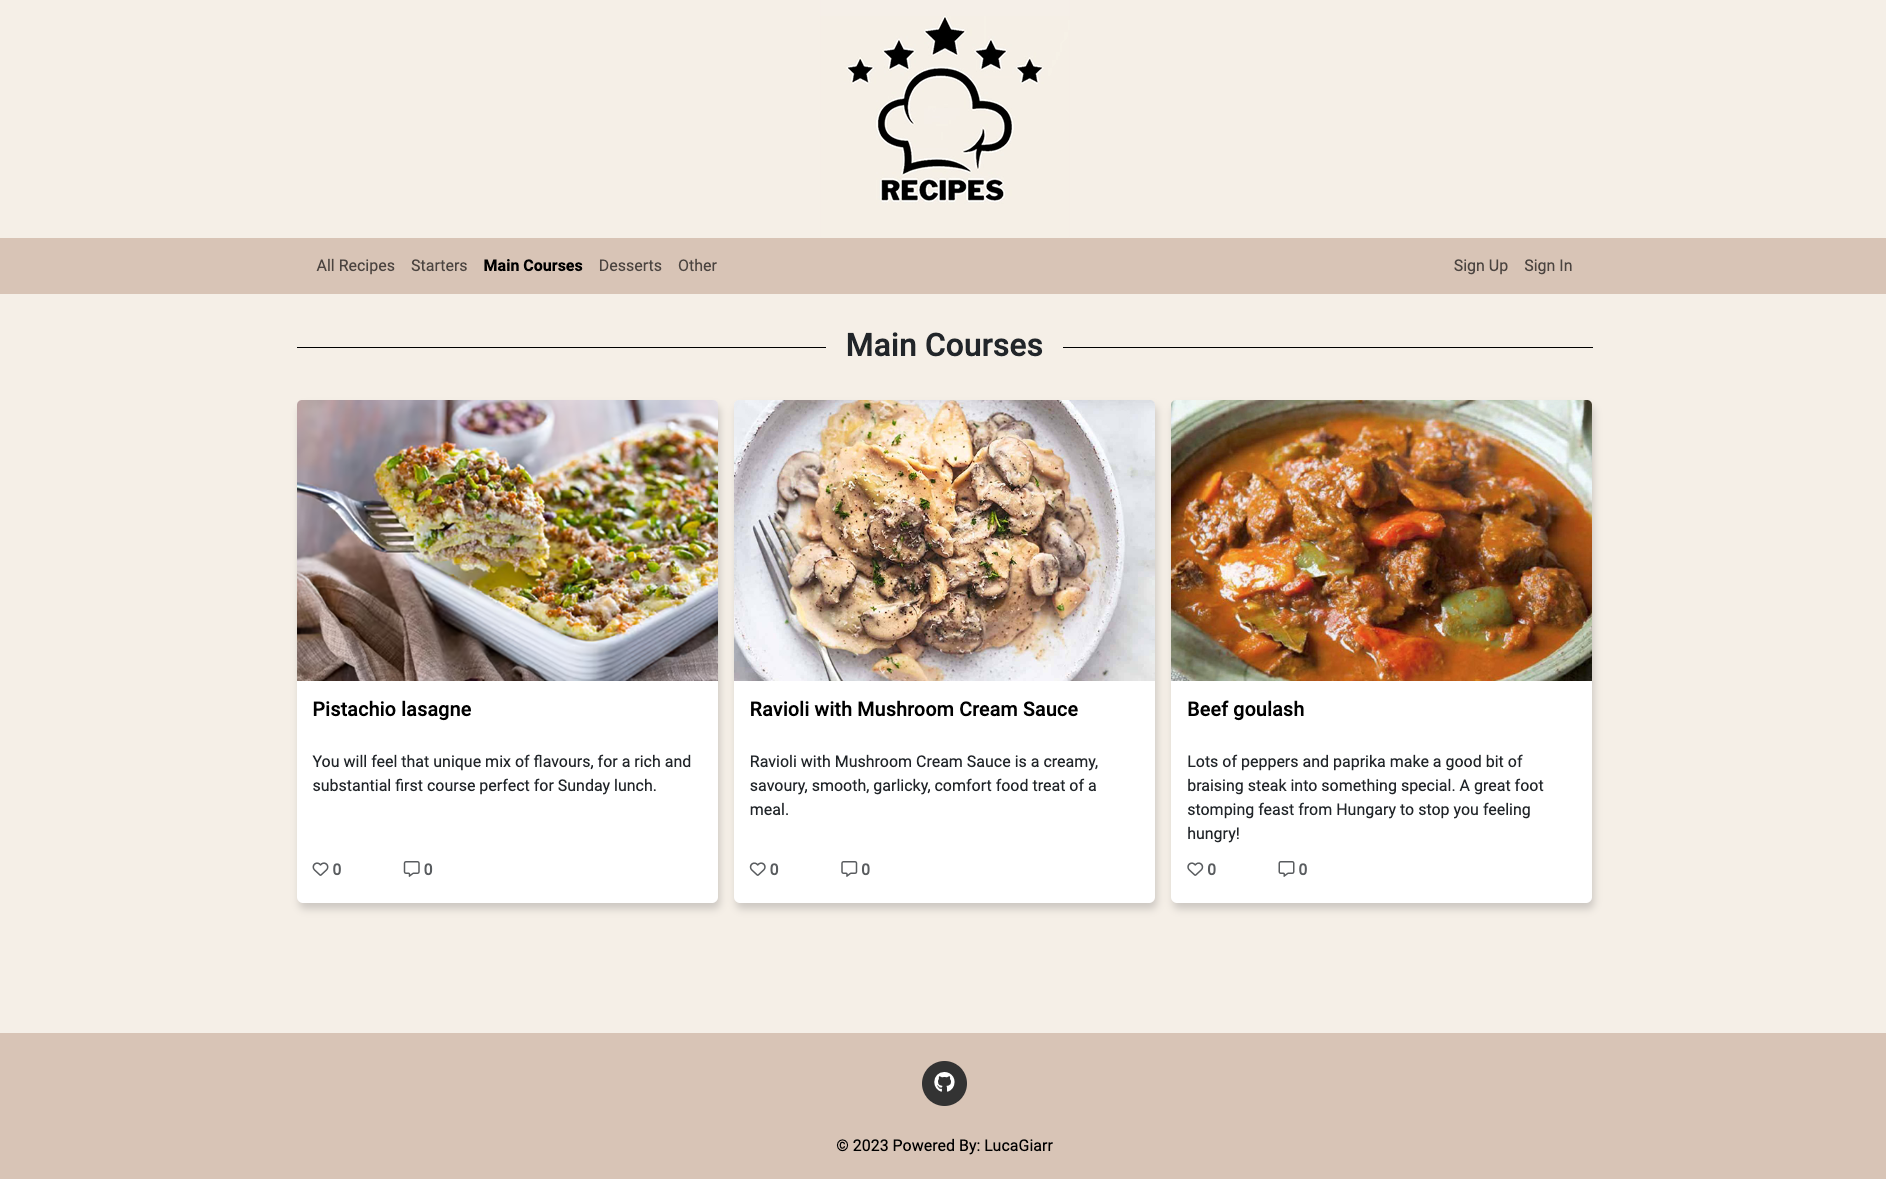 RECIPES
All Recipes Starters Main Courses Desserts Other Sign Up Sign In
Main Courses
Pistachio lasagne
You will feel that unique mix of flavours, for a rich and
substantial first course perfect for Sunday lunch.
0 0
Ravioli with Mushroom Cream Sauce
Ravioli with Mushroom Cream Sauce is a creamy,
savoury, smooth, garlicky, comfort food treat of a
meal.
0 0
Beef goulash
Lots of peppers and paprika make a good bit of
braising steak into something special. A great foot
stomping feast from Hungary to stop you feeling
hungry!
0 0
© 2023 Powered By: LucaGiarr